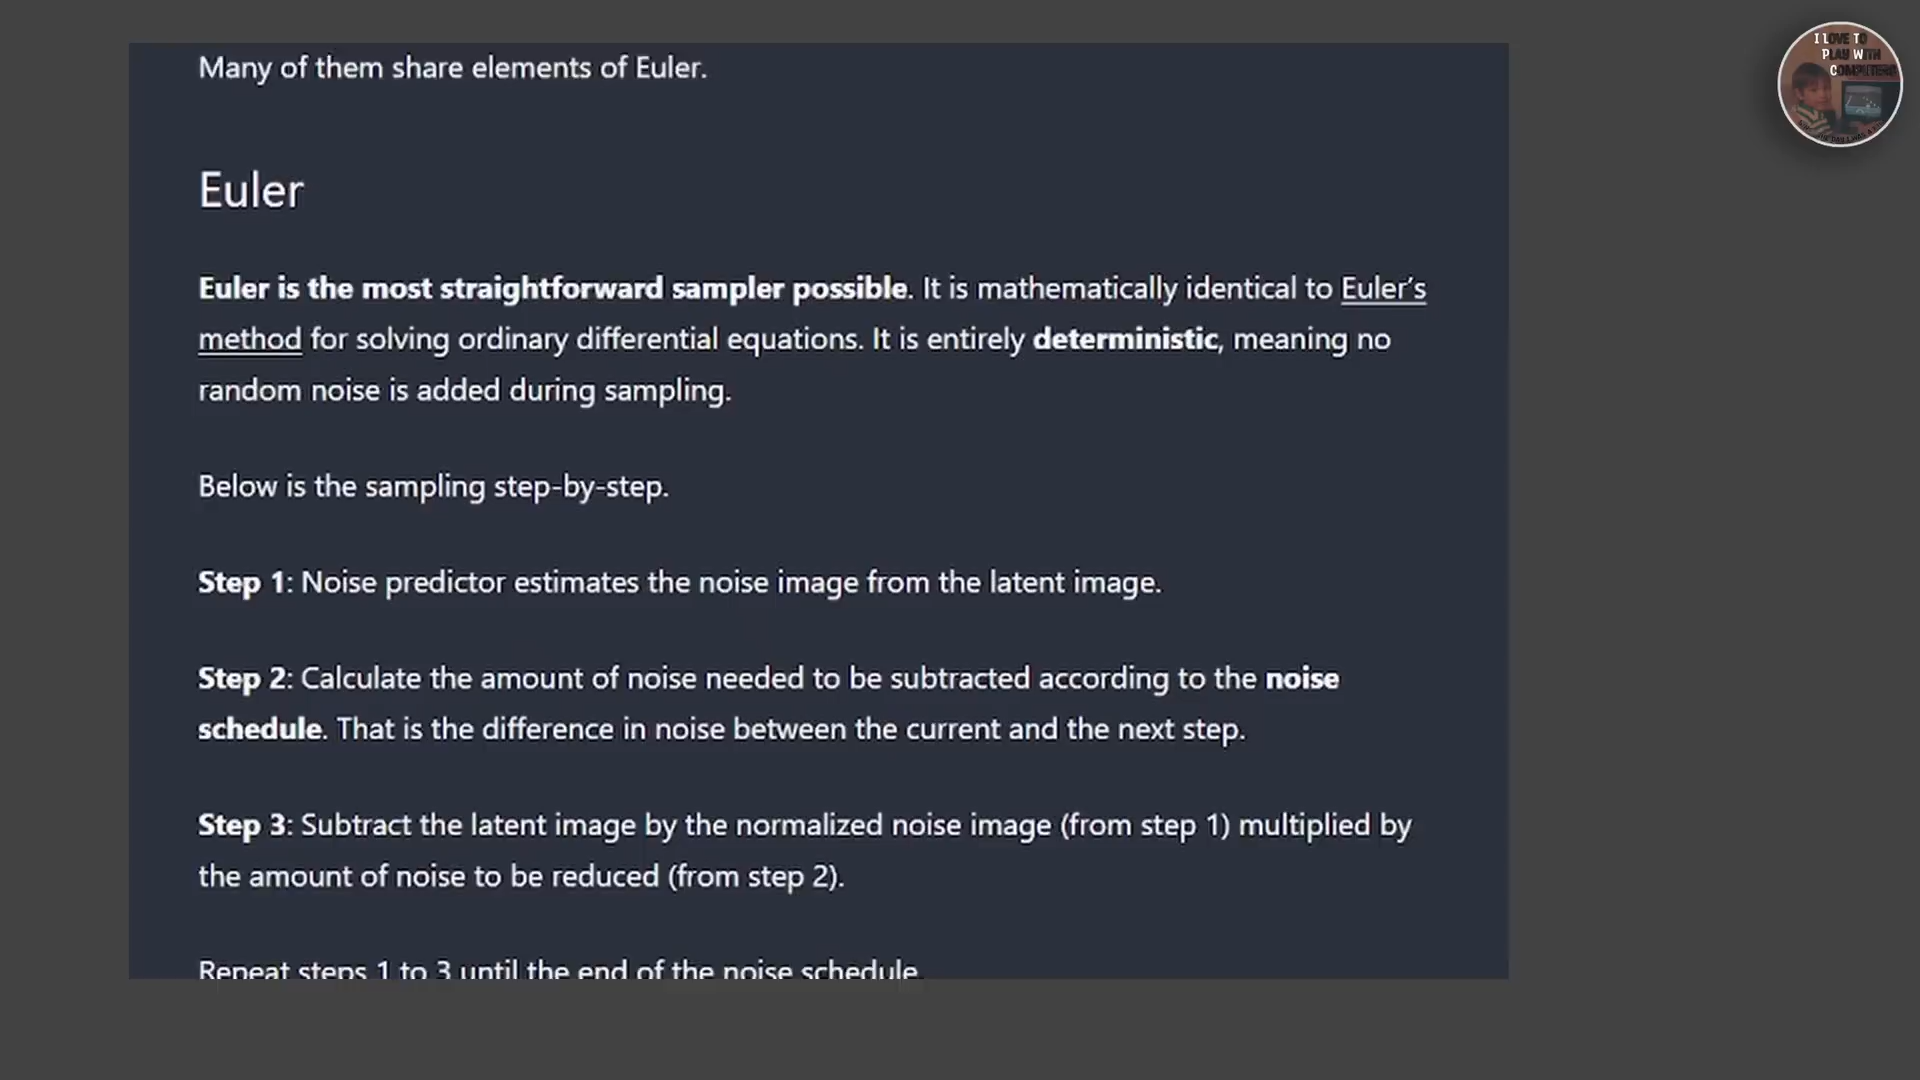 Many of them share elements of Euler.
Euler
Euler is the most straightforward sampler possible. It is mathematically identical to Euler’s
method for solving ordinary differential equations. It is entirely deterministic, meaning no
random noise is added during sampling.
Below is the sampling step-by-step.
Step 1: Noise predictor estimates the noise image from the latent image.
Step 2: Calculate the amount of noise needed to be subtracted according to the noise
schedule. That is the difference in noise between the current and the next step.
Step 3: Subtract the latent image by the normalized noise image (from step 1) multiplied by
the amount of noise to be reduced (from step 2).
Repeat steps 1 to 3 until the end of the noise schedule.
I LOVE TO
PLAY WITH
COMPUTERS